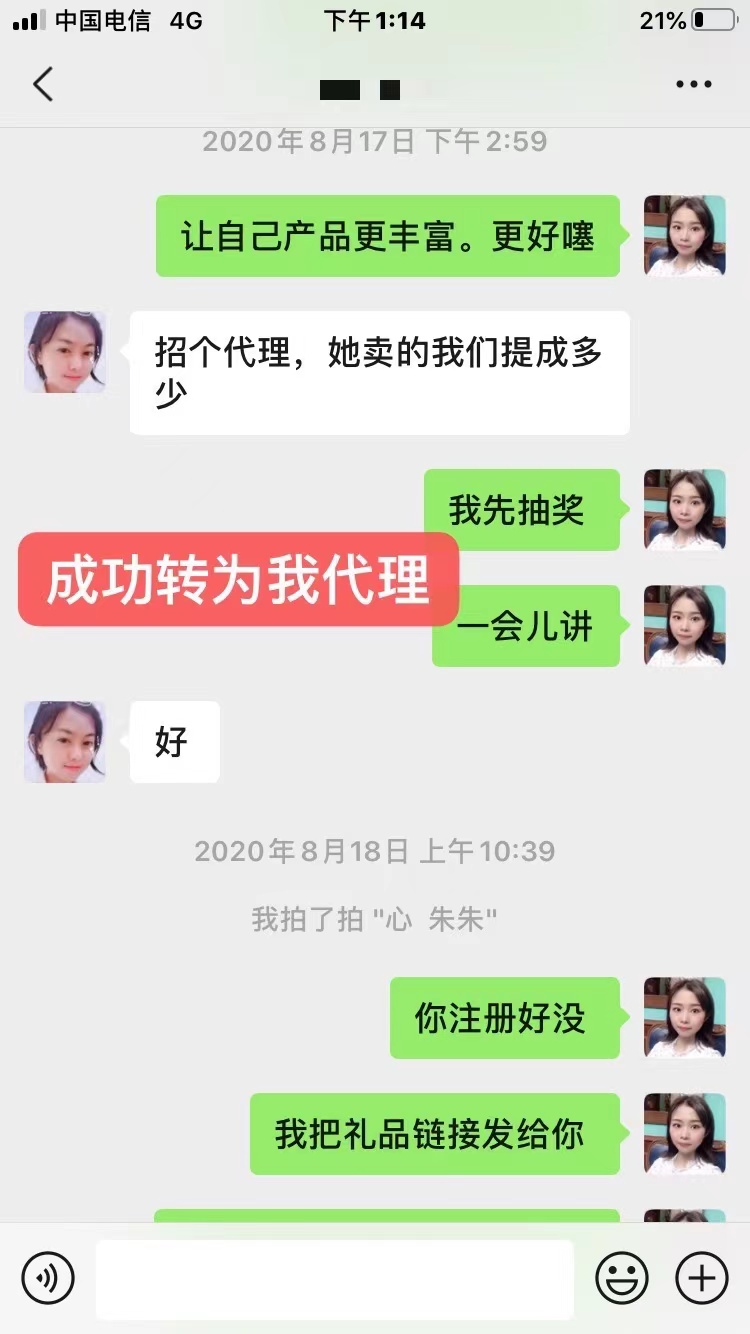 中国电信 4G 下午1:14 21%
2020年8月17日 下午2:59
让自己产品更丰富。更好噻
招个代理，她卖的我们提成多
少
我先抽奖
成功转为我代理
一会儿讲
好
2020年8月18日 上午10:39
我拍了拍 "心 朱朱"
你注册好没
我把礼品链接发给你